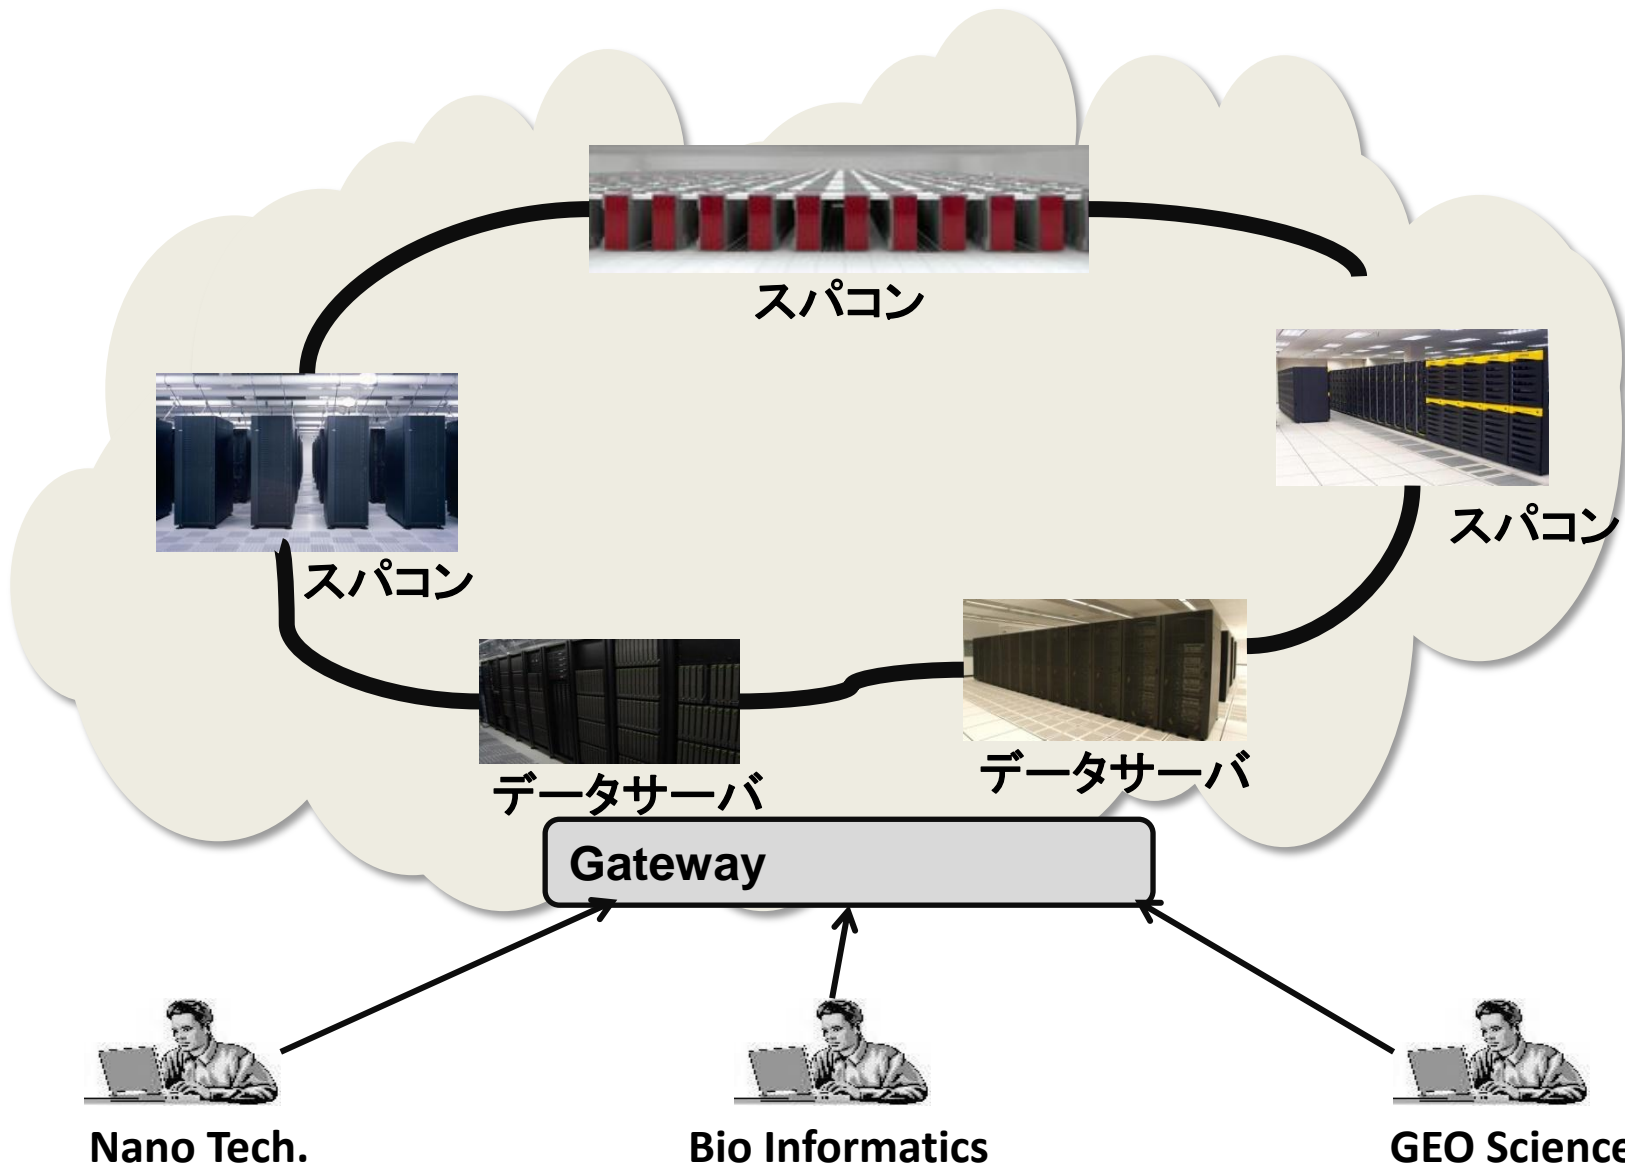 スパコン
スパコン
スパコン
データサーバ
データサーバ
Gateway
Nano Tech.
Bio Informatics
GEO Science